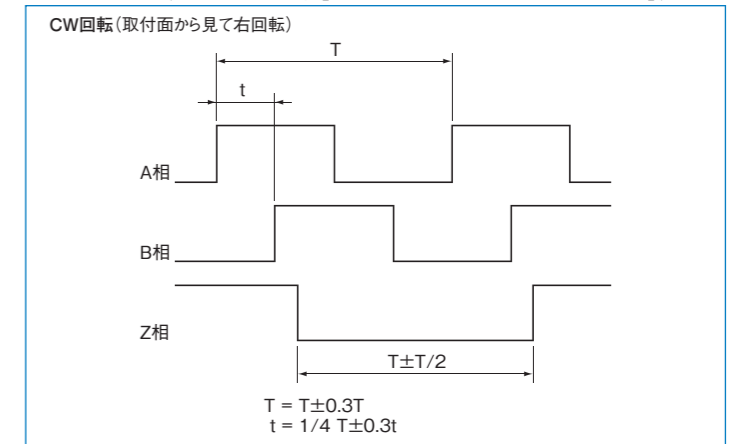 CW回転（取付面から見て右回転）
T
t
A相
B相
Z相
T±T/2
T = T±0.3T
t = 1/4 T±0.3t